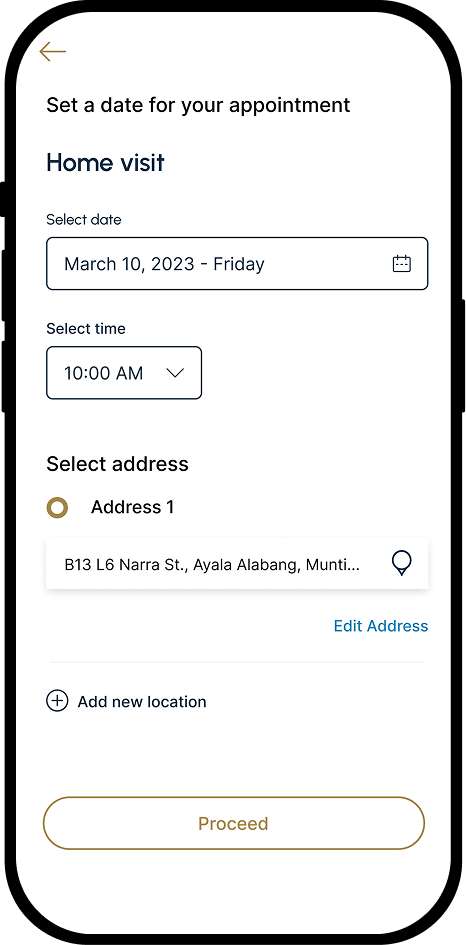 Set a date for your appointment
Home visit
Select date
March 10, 2023 - Friday
Select time
10:00 AM
Select address
Address 1
B13 L6 Narra St., Ayala Alabang, Munti...
Edit Address
Add new location
Proceed